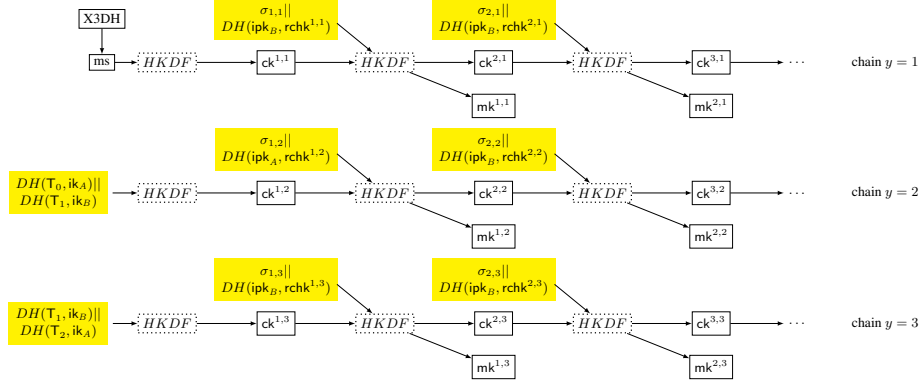 X3DH
σ1,1||
DH(ipkB, rchk1,1)
σ2,1||
DH(ipkB, rchk2,1)
ms
HKDF
ck1,1
HKDF
ck2,1
HKDF
ck3,1
···
chain y = 1
mk1,1
mk2,1
σ1,2||
DH(ipkA, rchk1,2)
σ2,2||
DH(ipkB, rchk2,2)
DH(T0, ikA)||
DH(T1, ikB)
HKDF
ck1,2
HKDF
ck2,2
HKDF
ck3,2
···
chain y = 2
mk1,2
mk2,2
σ1,3||
DH(ipkB, rchk1,3)
σ2,3||
DH(ipkB, rchk2,3)
DH(T1, ikB)||
DH(T2, ikA)
HKDF
ck1,3
HKDF
ck2,3
HKDF
ck3,3
···
chain y = 3
mk1,3
mk2,3